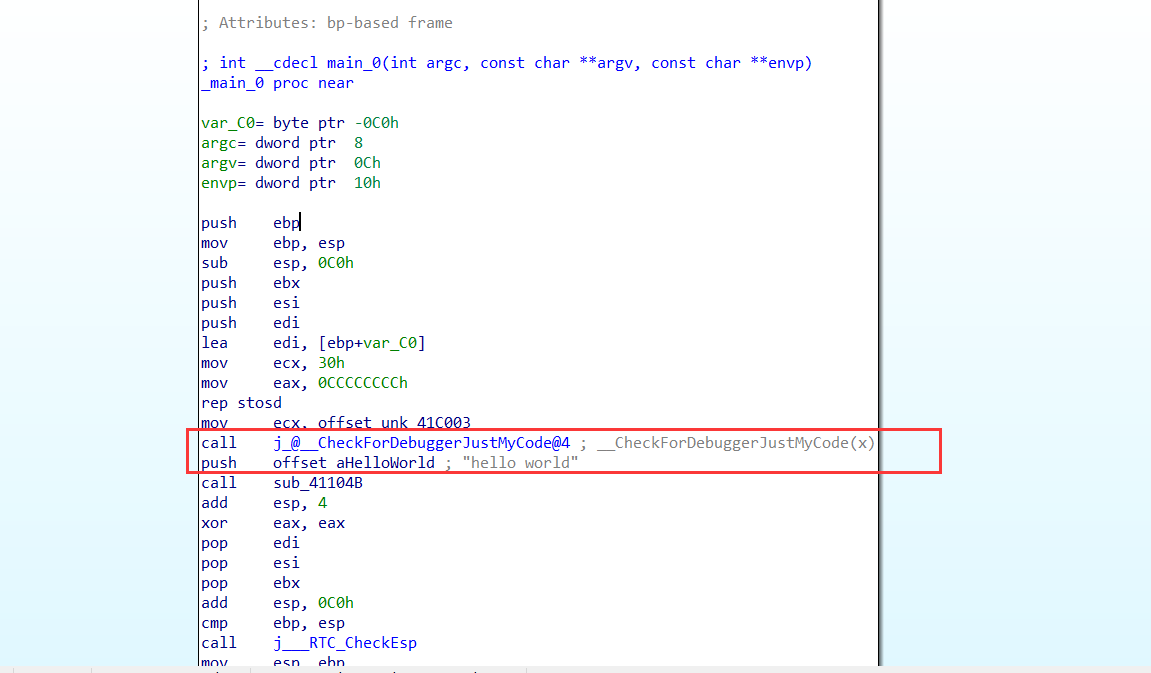 ; Attributes: bp-based frame
; int __cdecl main_0(int argc, const char **argv, const char **envp)
_main_0 proc near
var_C0= byte ptr -0C0h
argc= dword ptr  8
argv= dword ptr  0Ch
envp= dword ptr  10h
push    ebp
mov     ebp, esp
sub     esp, 0C0h
push    ebx
push    esi
push    edi
lea     edi, [ebp+var_C0]
mov     ecx, 30h
mov     eax, 0CCCCCCCCh
rep stosd
mov     ecx, offset unk_41C003
call    j_@__CheckForDebuggerJustMyCode@4 ; __CheckForDebuggerJustMyCode(x)
push    offset aHelloWorld ; "hello world"
call    sub_41104B
add     esp, 4
xor     eax, eax
pop     edi
pop     esi
pop     ebx
add     esp, 0C0h
cmp     ebp, esp
call    j___RTC_CheckEsp
mov     esp, ebp